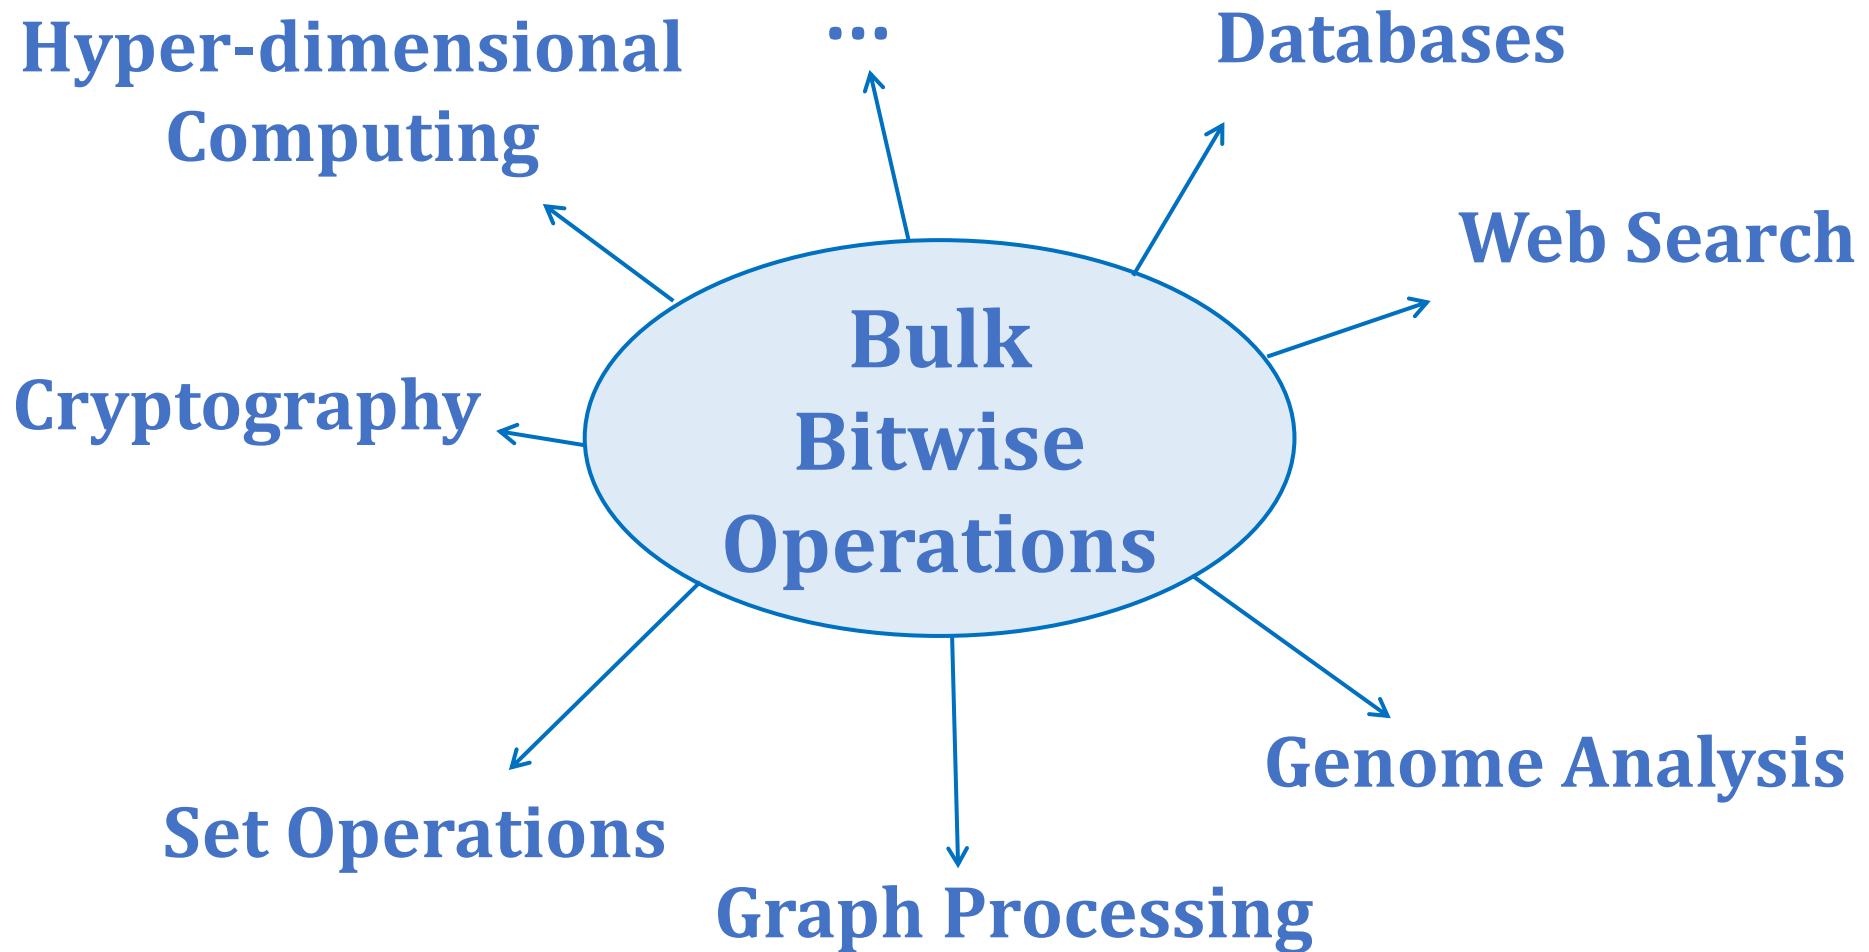 Hyper-dimensional
Computing
...
Databases
Web Search
Cryptography
Bulk
Bitwise
Operations
Genome Analysis
Set Operations
Graph Processing